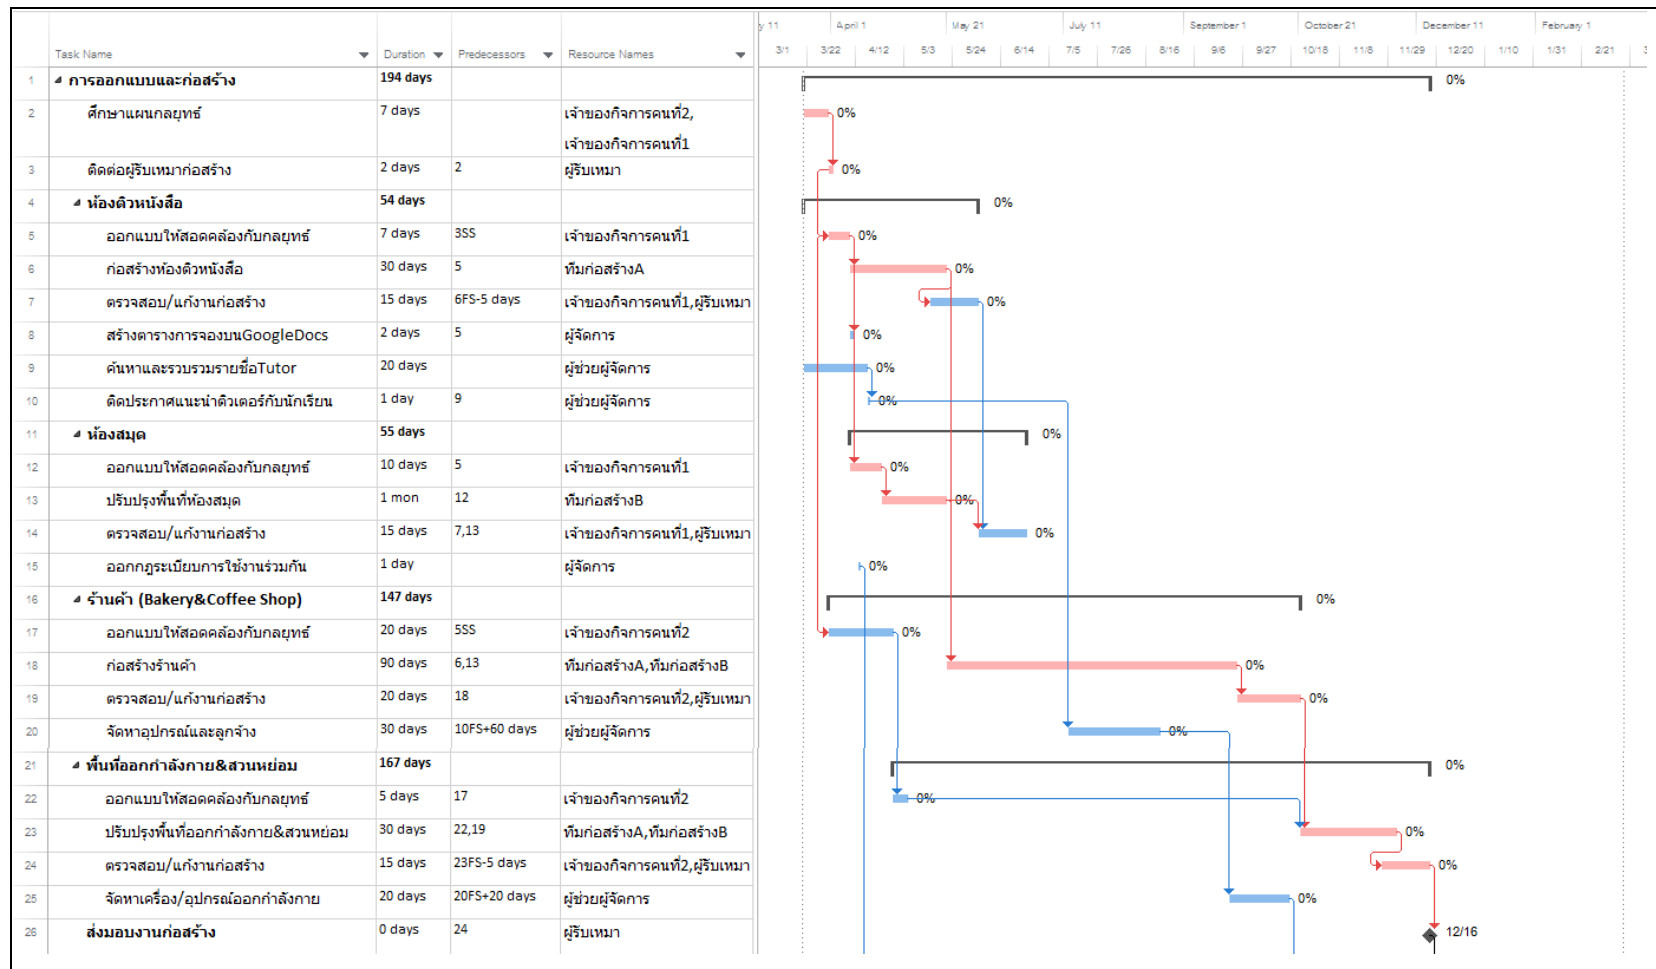 y 11 April 1 May 21 July 11 September 1 October 21 December 11 February 1
Task Name Duration Predecessors Resource Names 3/1 3/22 4/12 5/3 5/24 6/14 7/5 7/26 8/16 9/6 9/27 10/18 11/8 11/29 12/20 1/10 1/31 2/21 3
1 การออกแบบและก่อสร้าง 194 days 0%
2 ศึกษาแผนกลยุทธ์ 7 days เจ้าของกิจการคนที่2, 0%
เจ้าของกิจการคนที่1
3 ติดต่อผู้รับเหมาก่อสร้าง 2 days 2 ผู้รับเหมา 0%
4 ห้องติวหนังสือ 54 days 0%
5 ออกแบบให้สอดคล้องกับกลยุทธ์ 7 days 3SS เจ้าของกิจการคนที่1 0%
6 ก่อสร้างห้องติวหนังสือ 30 days 5 ทีมก่อสร้างA 0%
7 ตรวจสอบ/แก้งานก่อสร้าง 15 days 6FS-5 days เจ้าของกิจการคนที่1,ผู้รับเหมา 0%
8 สร้างตารางการจองบนGoogleDocs 2 days 5 ผู้จัดการ 0%
9 ค้นหาและรวบรวมรายชื่อTutor 20 days ผู้ช่วยผู้จัดการ 0%
10 ติดประกาศแนะนำติวเตอร์กับนักเรียน 1 day 9 ผู้ช่วยผู้จัดการ 0%
11 ห้องสมุด 55 days 0%
12 ออกแบบให้สอดคล้องกับกลยุทธ์ 10 days 5 เจ้าของกิจการคนที่1 0%
13 ปรับปรุงพื้นที่ห้องสมุด 1 mon 12 ทีมก่อสร้างB 0%
14 ตรวจสอบ/แก้งานก่อสร้าง 15 days 7,13 เจ้าของกิจการคนที่1,ผู้รับเหมา 0%
15 ออกกฎระเบียบการใช้งานร่วมกัน 1 day ผู้จัดการ 0%
16 ร้านค้า (Bakery&Coffee Shop) 147 days 0%
17 ออกแบบให้สอดคล้องกับกลยุทธ์ 20 days 5SS เจ้าของกิจการคนที่2 0%
18 ก่อสร้างร้านค้า 90 days 6,13 ทีมก่อสร้างA,ทีมก่อสร้างB 0%
19 ตรวจสอบ/แก้งานก่อสร้าง 20 days 18 เจ้าของกิจการคนที่2,ผู้รับเหมา 0%
20 จัดหาอุปกรณ์และลูกจ้าง 30 days 10FS+60 days ผู้ช่วยผู้จัดการ 0%
21 พื้นที่ออกกำลังกาย&สวนหย่อม 167 days 0%
22 ออกแบบให้สอดคล้องกับกลยุทธ์ 5 days 17 เจ้าของกิจการคนที่2 0%
23 ปรับปรุงพื้นที่ออกกำลังกาย&สวนหย่อม 30 days 22,19 ทีมก่อสร้างA,ทีมก่อสร้างB 0%
24 ตรวจสอบ/แก้งานก่อสร้าง 15 days 23FS-5 days เจ้าของกิจการคนที่2,ผู้รับเหมา 0%
25 จัดหาเครื่อง/อุปกรณ์ออกกำลังกาย 20 days 20FS+20 days ผู้ช่วยผู้จัดการ 0%
26 ส่งมอบงานก่อสร้าง 0 days 24 ผู้รับเหมา 12/16